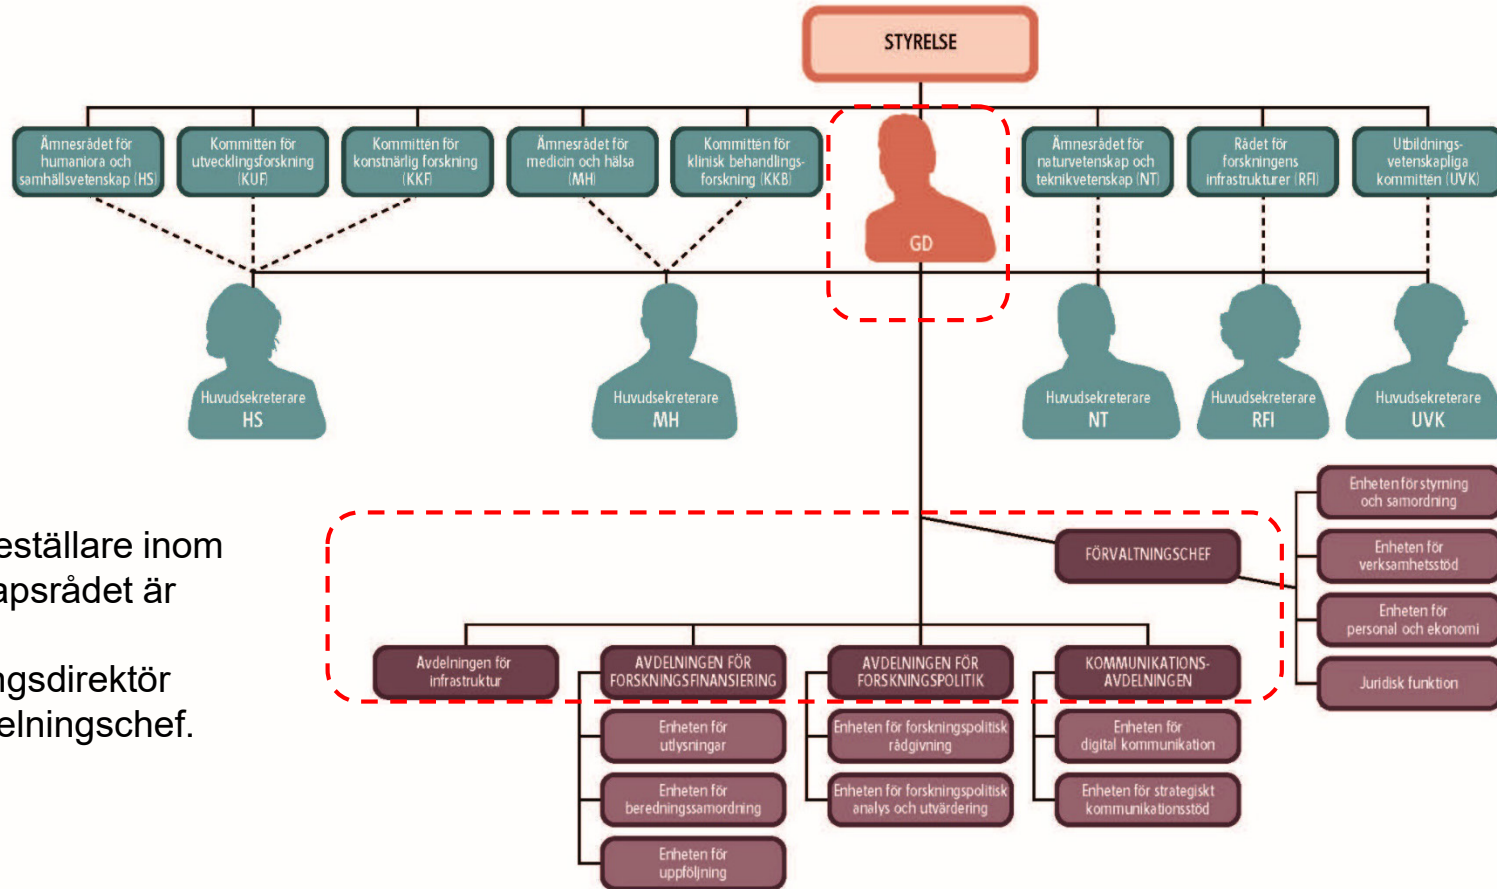 STYRELSE
Ämnesrådet för
humaniora och
samhällsvetenskap (HS)
Kommittén för
utvecklingsforskning
(KUF)
Kommittén för
konstnärlig forskning
(KKF)
Ämnesrådet för
medicin och hälsa
(MH)
Kommittén för
klinisk behandlings-
forskning (KKB)
GD
Ämnesrådet för
naturvetenskap och
teknikvetenskap (NT)
Rådet för
forskningens
infrastrukturer (RFI)
Utbildnings-
vetenskapliga
kommittén (UVK)
Huvudsekreterare
HS
Huvudsekreterare
MH
Huvudsekreterare
NT
Huvudsekreterare
RFI
Huvudsekreterare
UVK
eställare inom
apsrådet är
ngsdirektör
delningschef.
FÖRVALTNINGSCHEF
Enheten för styrning
och samordning
Enheten för
verksamhetsstöd
Enheten för
personal och ekonomi
Juridisk funktion
Avdelningen för
infrastruktur
AVDELNINGEN FÖR
FORSKNINGSFINANSIERING
Enheten för
utlysningar
Enheten för
beredningssamordning
Enheten för
uppföljning
AVDELNINGEN FÖR
FORSKNINGSPOLITIK
Enheten för forskningspolitisk
rådgivning
Enheten för forskningspolitisk
analys och utvärdering
KOMMUNIKATIONS-
AVDELNINGEN
Enheten för
digital kommunikation
Enheten för strategiskt
kommunikationsstöd